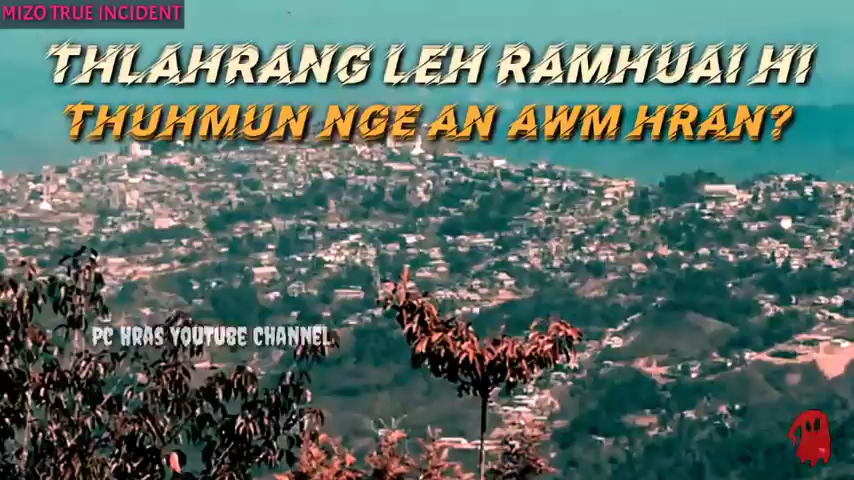 MIZO TRUE INCIDENT
THLAHRANG LEH RAMHUAI HI
THUHMUN NGE AN AWM HRAN?
PC HRAS YOUTUBE CHANNEL